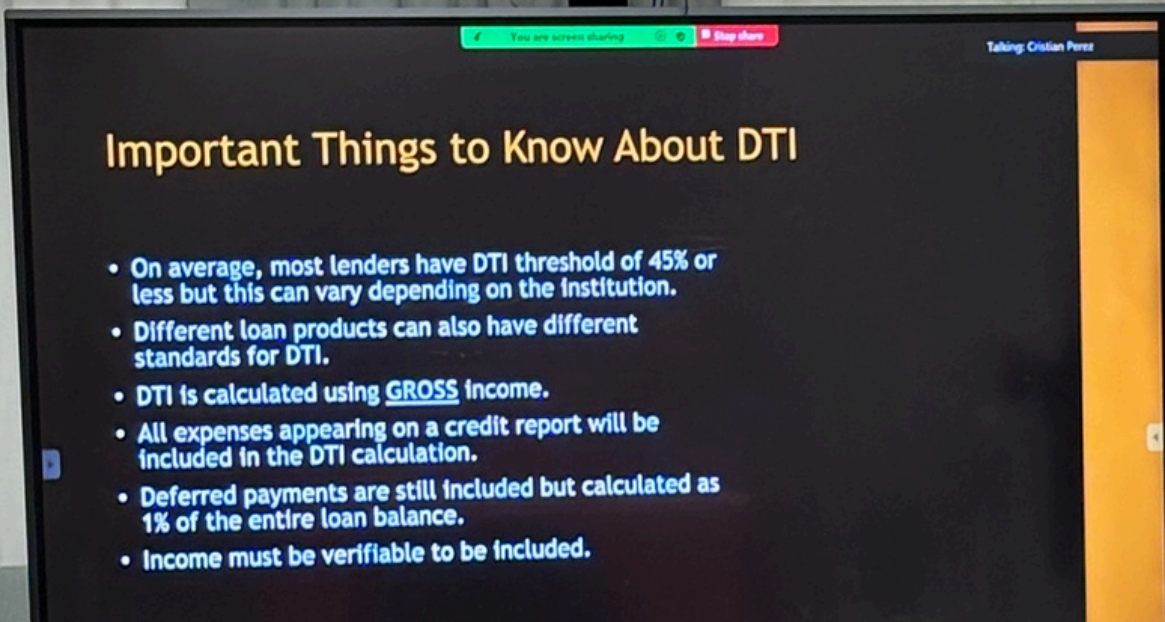 You are screen sharing
Stop share
Talking: Cristian Perez
Important Things to Know About DTI
• On average, most lenders have DTI threshold of 45% or
less but this can vary depending on the institution.
• Different loan products can also have different
standards for DTI.
• DTI is calculated using GROSS income.
• All expenses appearing on a credit report will be
included in the DTI calculation.
• Deferred payments are still included but calculated as
1% of the entire loan balance.
• Income must be verifiable to be included.